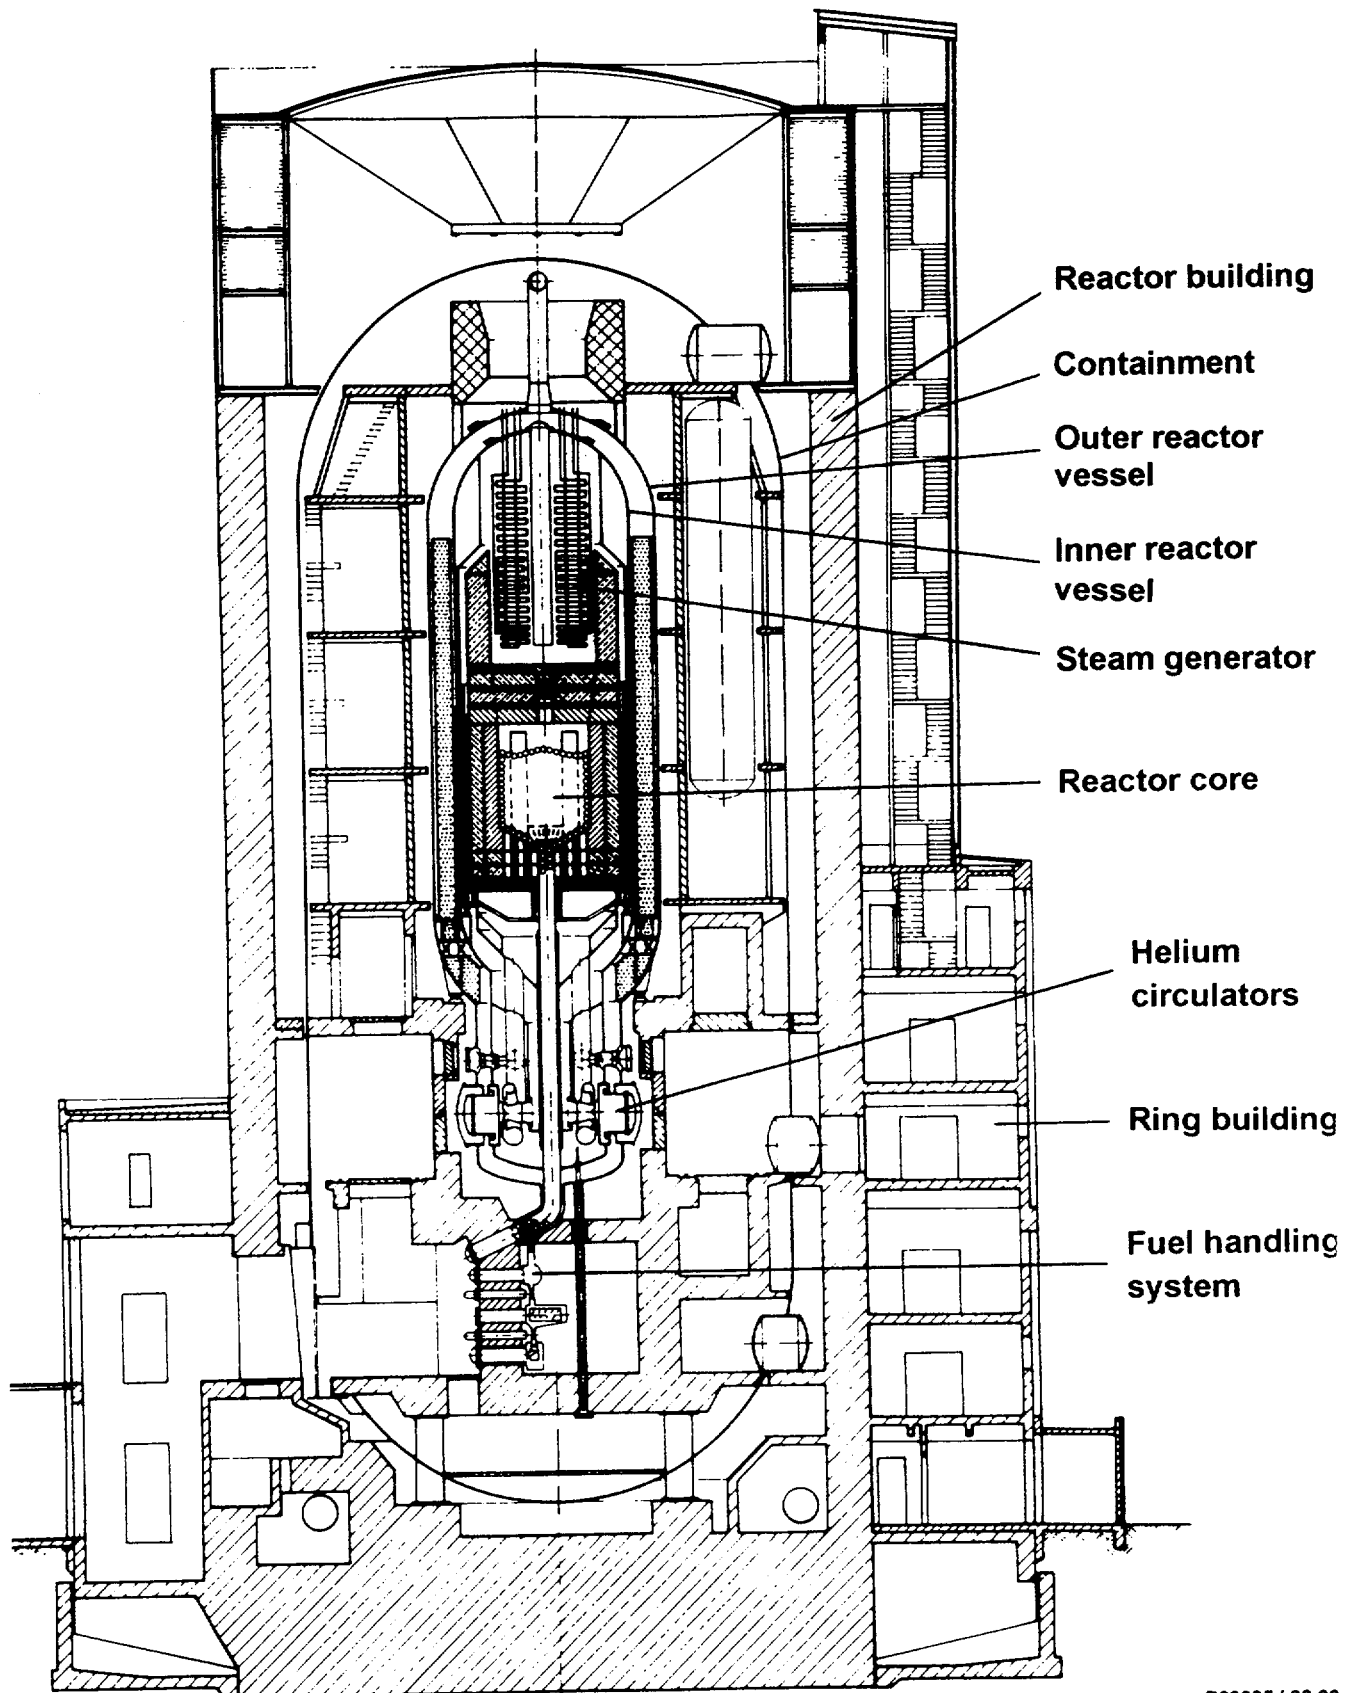 Reactor building
Containment
Outer reactor
vessel
Inner reactor
vessel
Steam generator
Reactor core
Helium
circulators
Ring building
Fuel handling
system